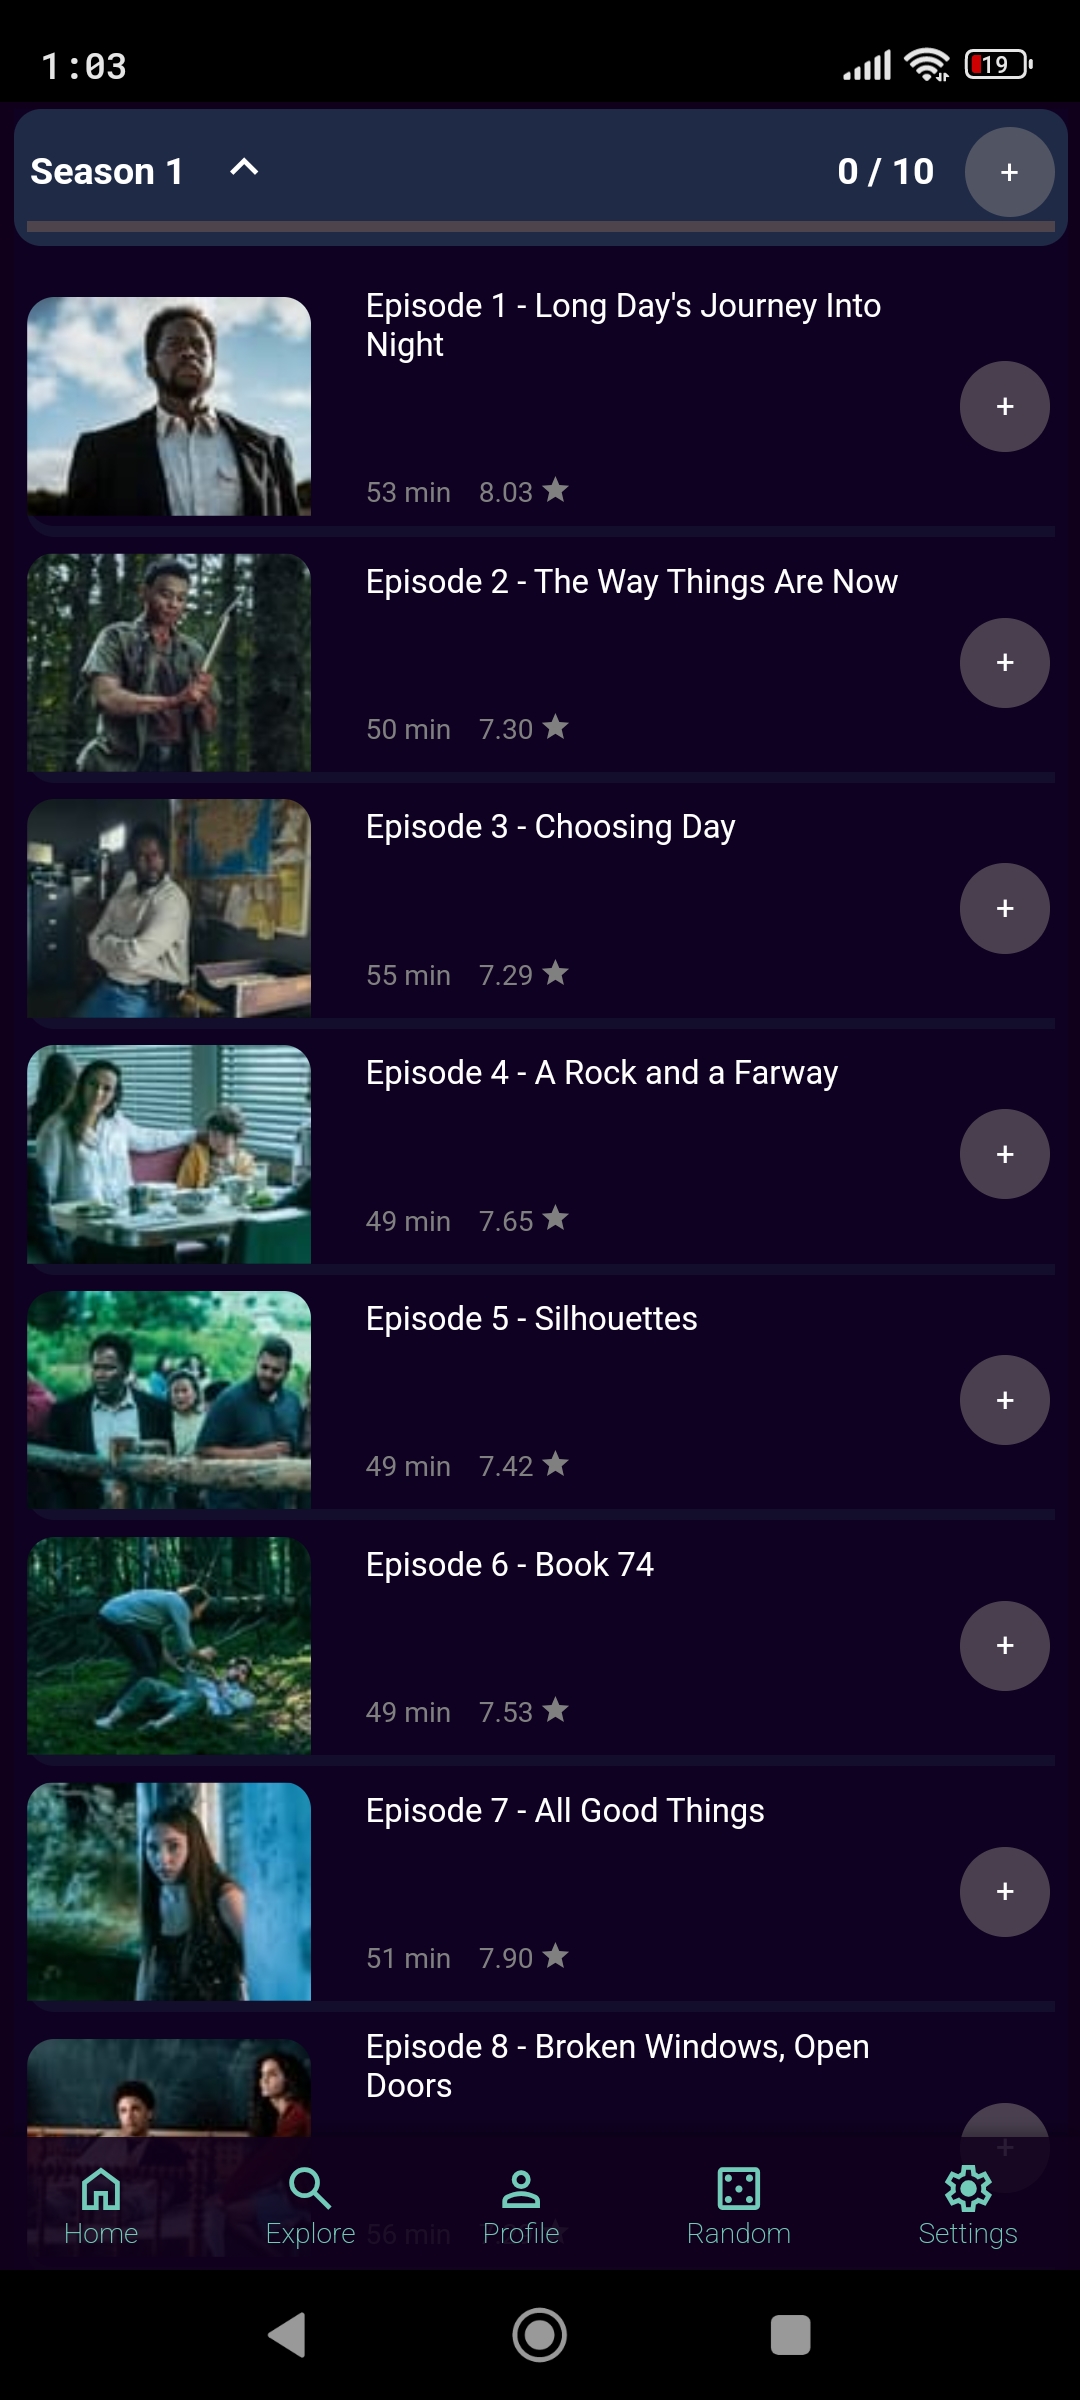 1:03
19
Season 1
0 / 10
+
Episode 1 - Long Day's Journey Into
Night
+
53 min 8.03
Episode 2 - The Way Things Are Now
+
50 min 7.30
Episode 3 - Choosing Day
+
55 min 7.29
Episode 4 - A Rock and a Farway
+
49 min 7.65
Episode 5 - Silhouettes
+
49 min 7.42
Episode 6 - Book 74
+
49 min 7.53
Episode 7 - All Good Things
+
51 min 7.90
Episode 8 - Broken Windows, Open
Doors
+
56 min
Home
Explore
Profile
Random
Settings